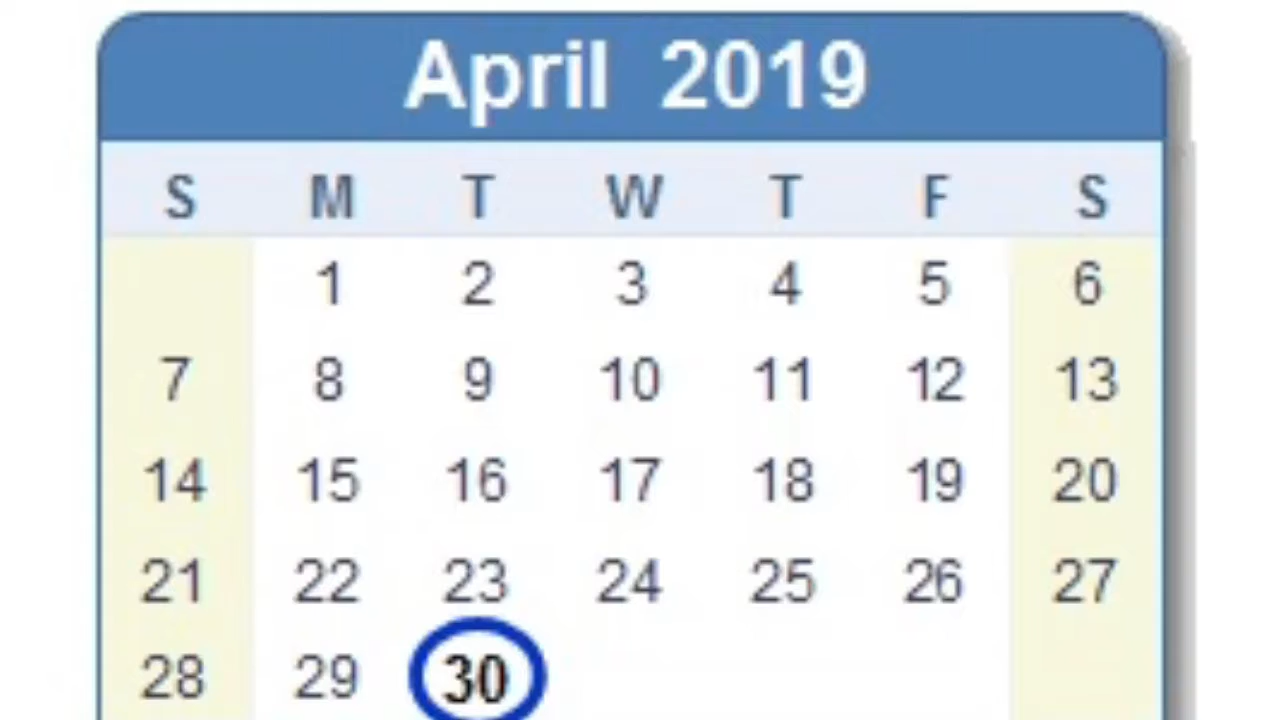 April 2019
S M T W T F S
1 2 3 4 5 6
7 8 9 10 11 12 13
14 15 16 17 18 19 20
21 22 23 24 25 26 27
28 29 30